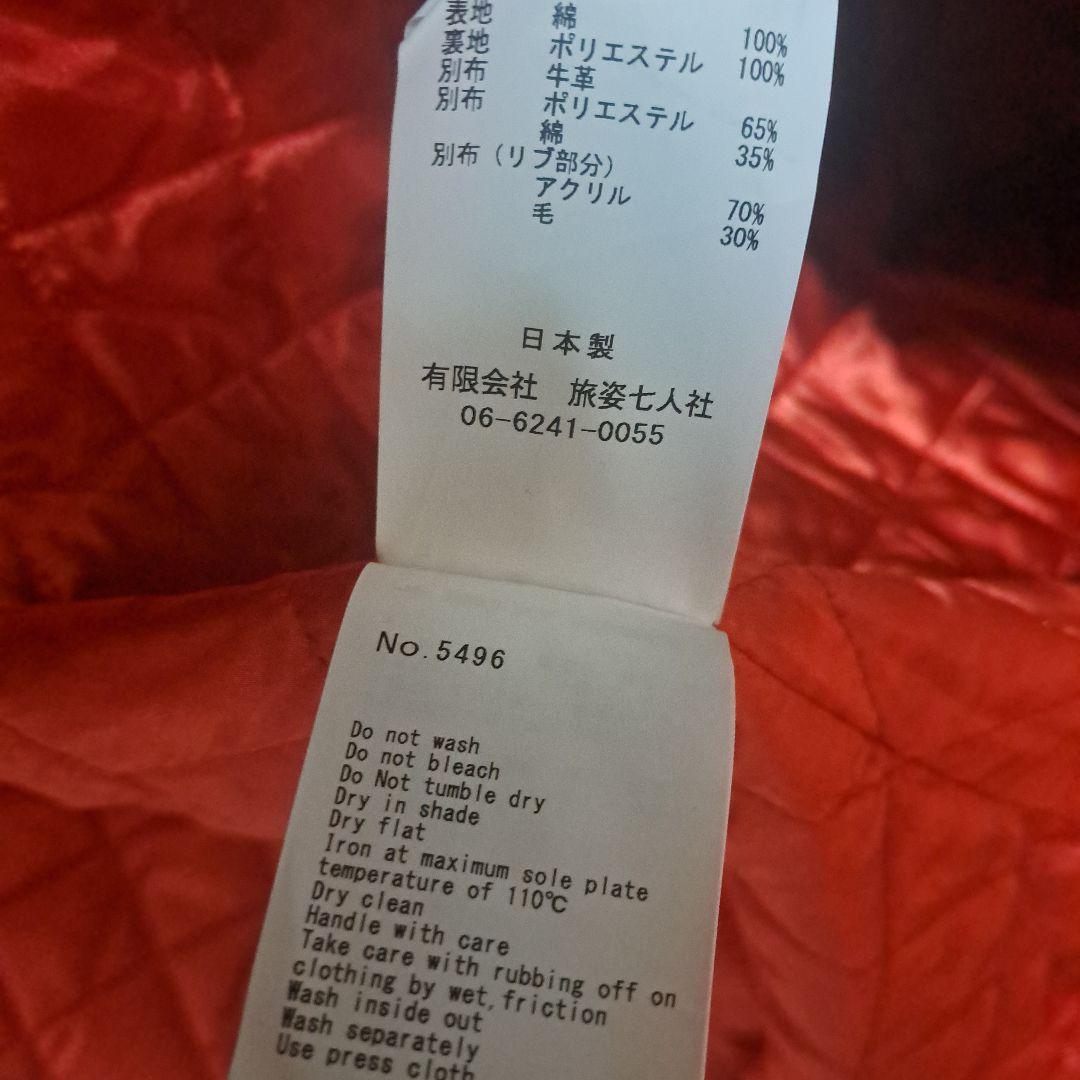 表地 綿 100%
裏地 ポリエステル 100%
別布 牛革
別布 ポリエステル 65%
綿 35%
別布（リブ部分）
アクリル 70%
毛 30%
日本製
有限会社 旅姿七人社
06-6241-0055
No.5496
Do not wash
Do not bleach
Do Not tumble dry
Dry in shade
Dry flat
Iron at maximum sole plate
temperature of 110℃
Dry clean
Handle with care
Take care with rubbing off on
clothing by wet,friction
Wash inside out
Wash separately
Use press cloth